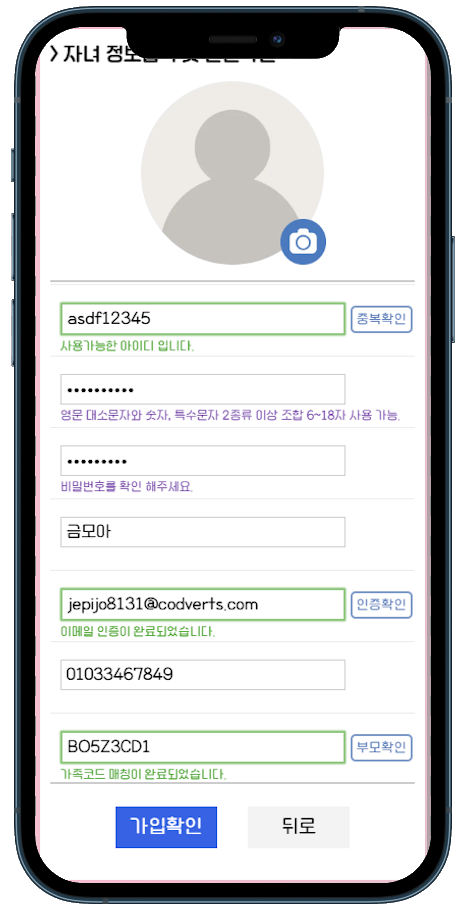 > 자녀 정보
asdf12345
중복확인
사용가능한 아이디 입니다.
••••••••••
영문 대소문자와 숫자, 특수문자 2종류 이상 조합 6~18자 사용 가능.
•••••••••
비밀번호를 확인 해주세요.
금모아
jepijo8131@codverts.com
인증확인
이메일 인증이 완료되었습니다.
01033467849
BO5Z3CD1
부모확인
가족코드 매칭이 완료되었습니다.
가입확인
뒤로